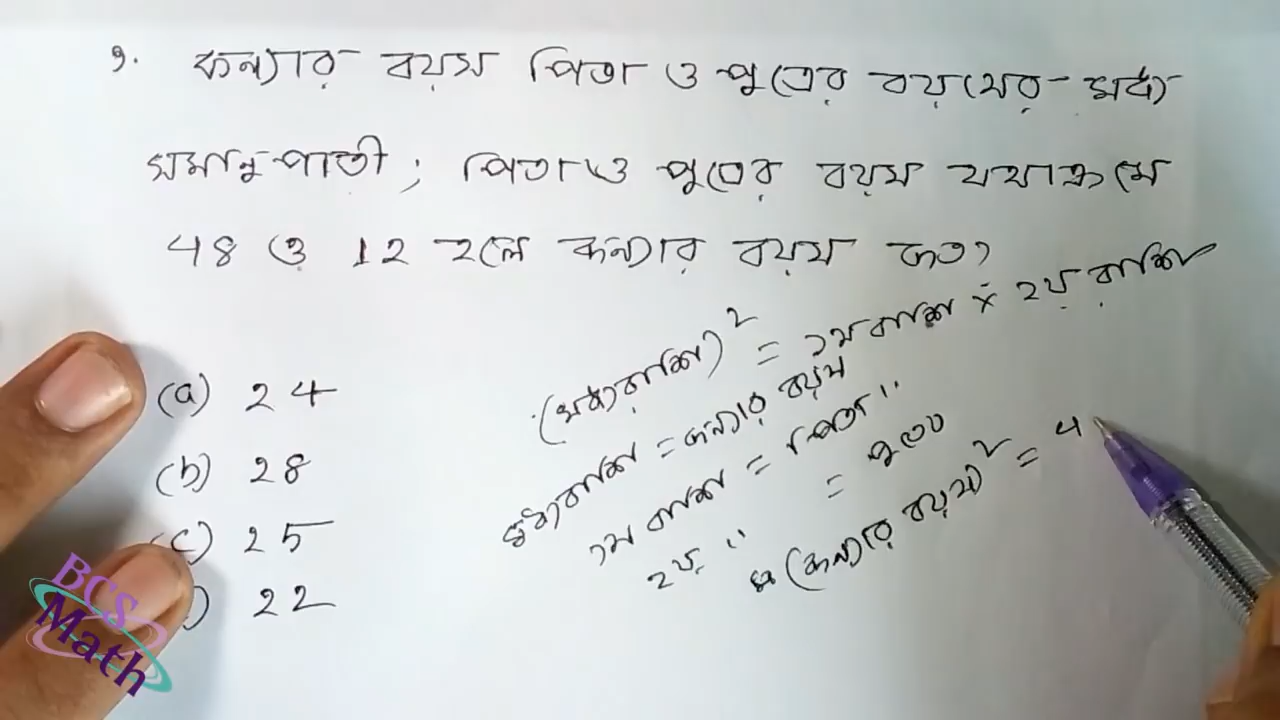 ৭. কন্যার বয়স পিতা ও পুত্রের বয়সের মধ্য
সমানুপাতী ; পিতা ও পুত্রের বয়স যথাক্রমে
48 ও 12 হলে কন্যার বয়স কত?
(মধ্যরাশি)² = ১ম রাশি × ২য় রাশি
মধ্যরাশি = কন্যার বয়স
১ম রাশি = পিতা "
২য় " = পুত্রের
(কন্যার বয়স)² = 4
(a) 24
(b) 28
(c) 25
) 22
BCS
Math